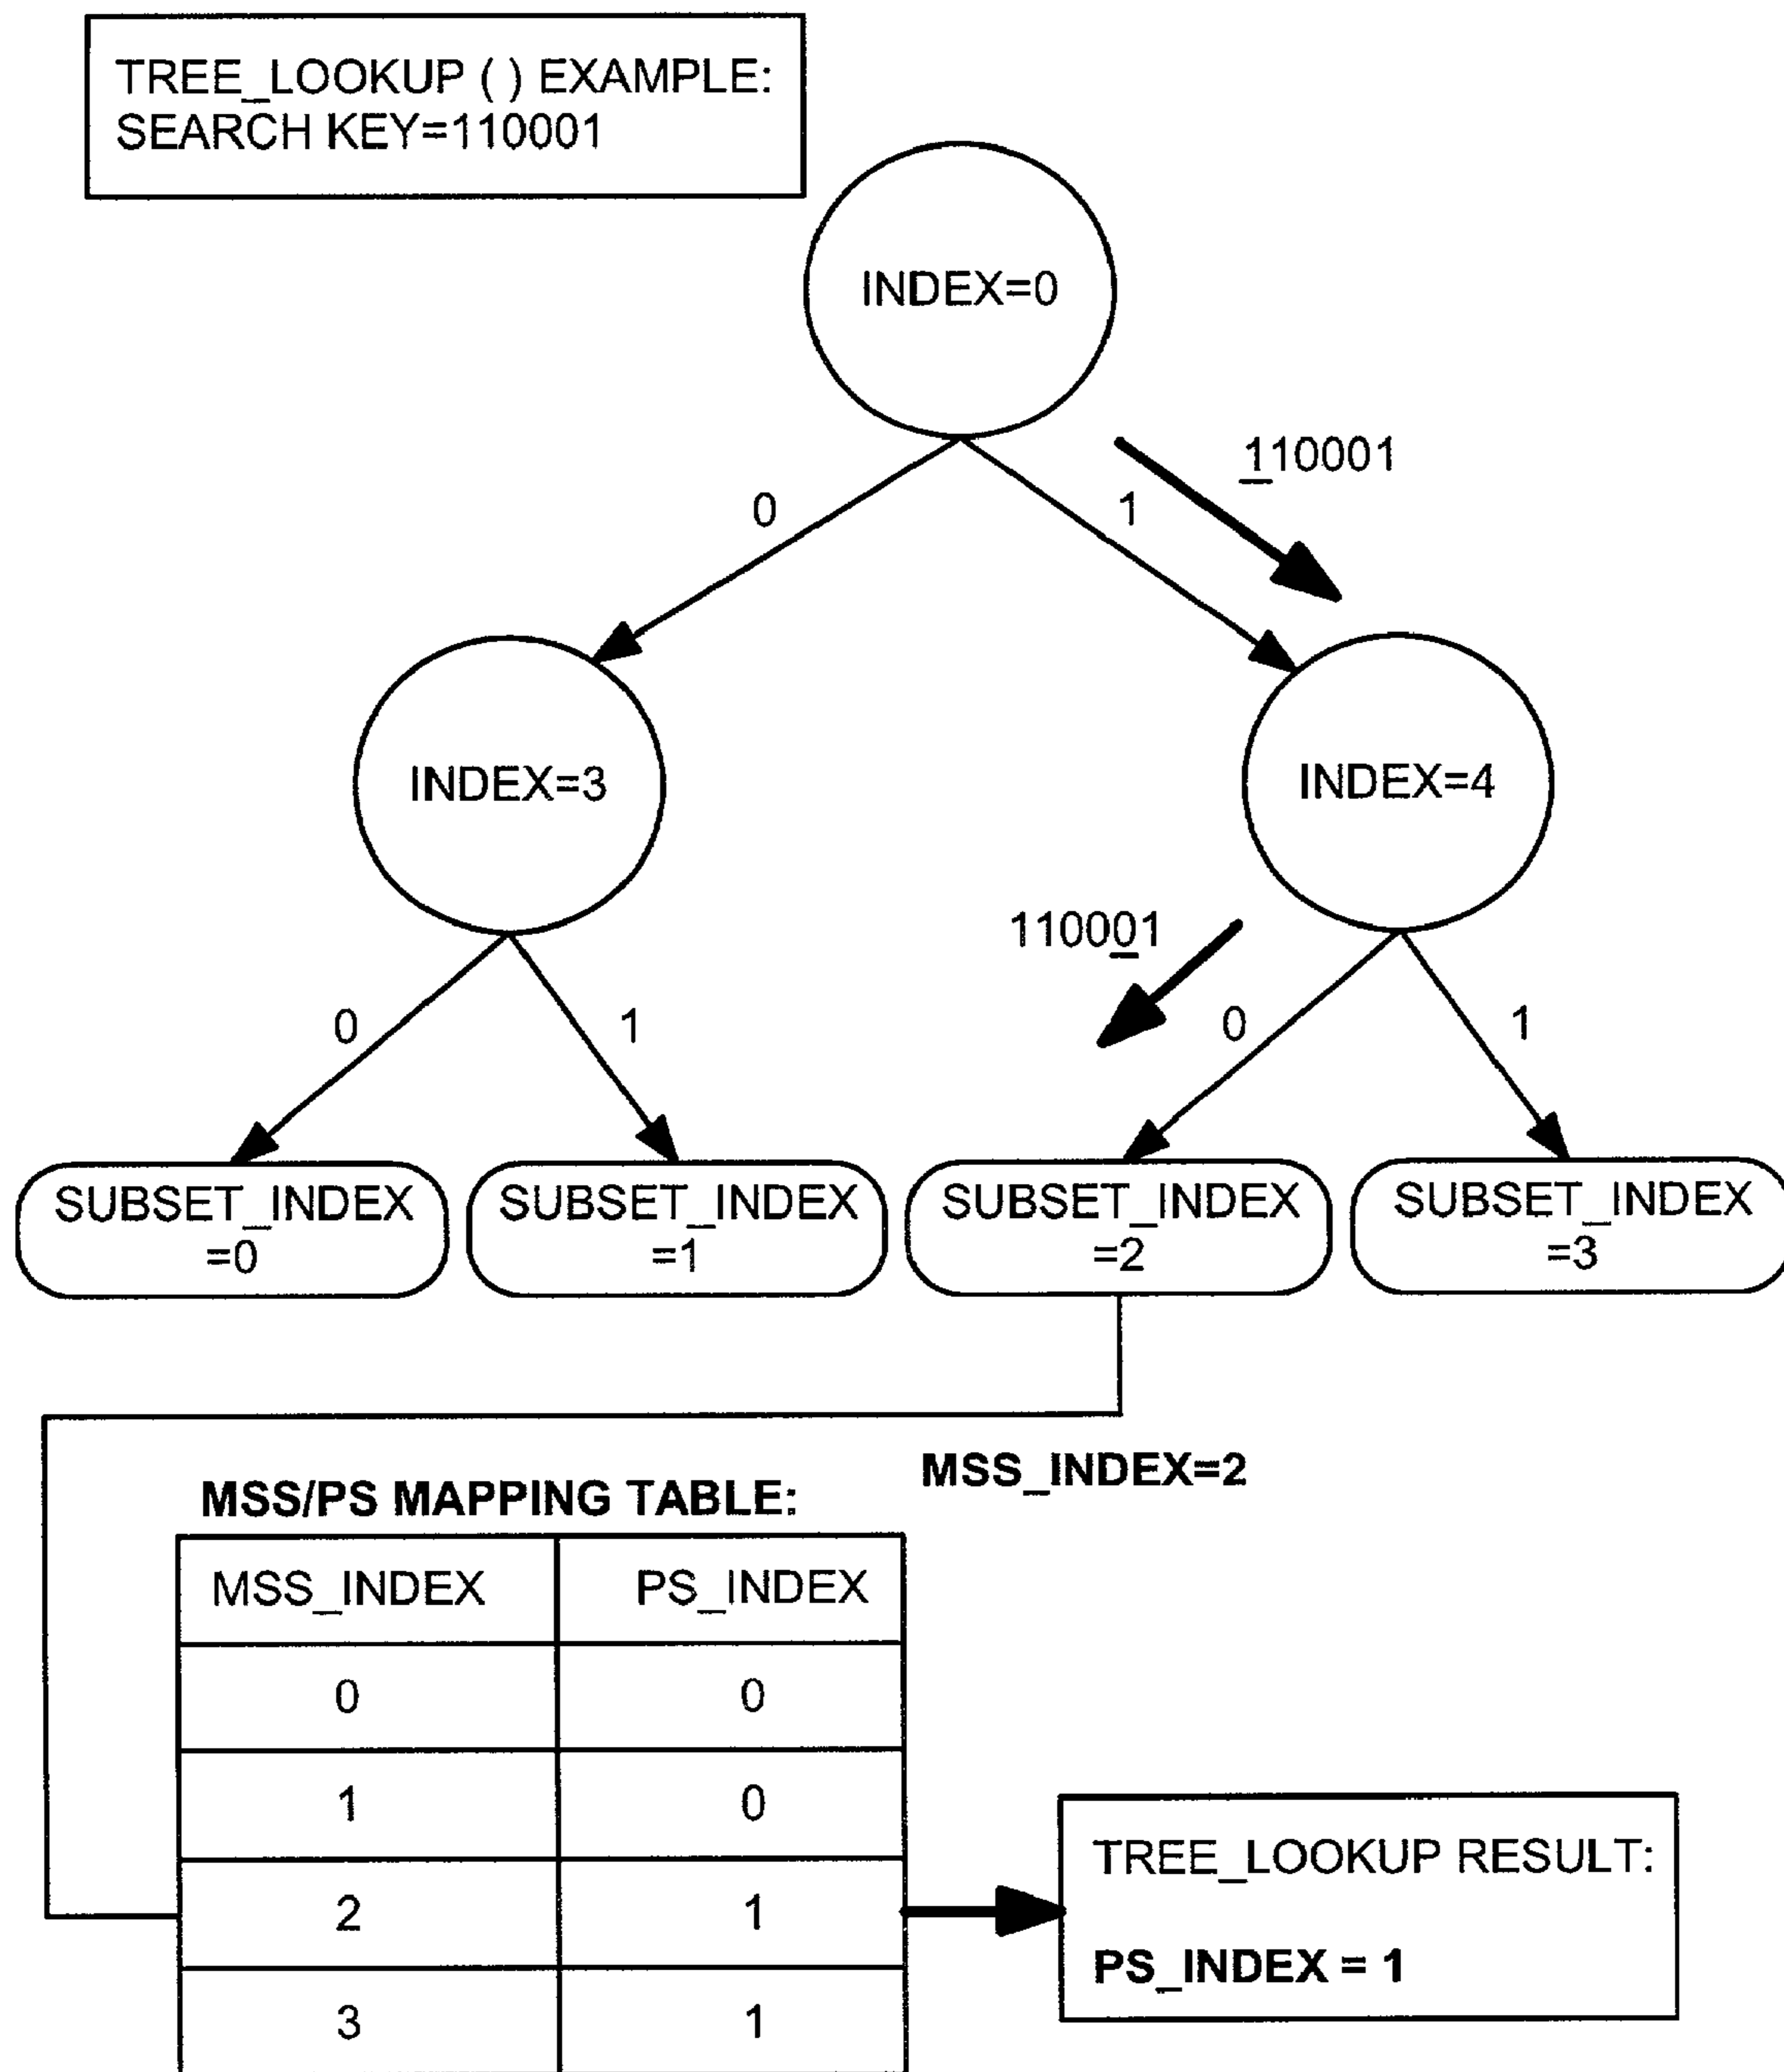 TREE_LOOKUP ( ) EXAMPLE:
SEARCH KEY=110001
INDEX=0
110001
0
1
INDEX=3
INDEX=4
110001
0
1
0
1
SUBSET_INDEX
=0
SUBSET_INDEX
=1
SUBSET_INDEX
=2
SUBSET_INDEX
=3
MSS_INDEX=2
MSS/PS MAPPING TABLE:
MSS_INDEX PS_INDEX
0 0
1 0
2 1
3 1
TREE_LOOKUP RESULT:
PS_INDEX = 1